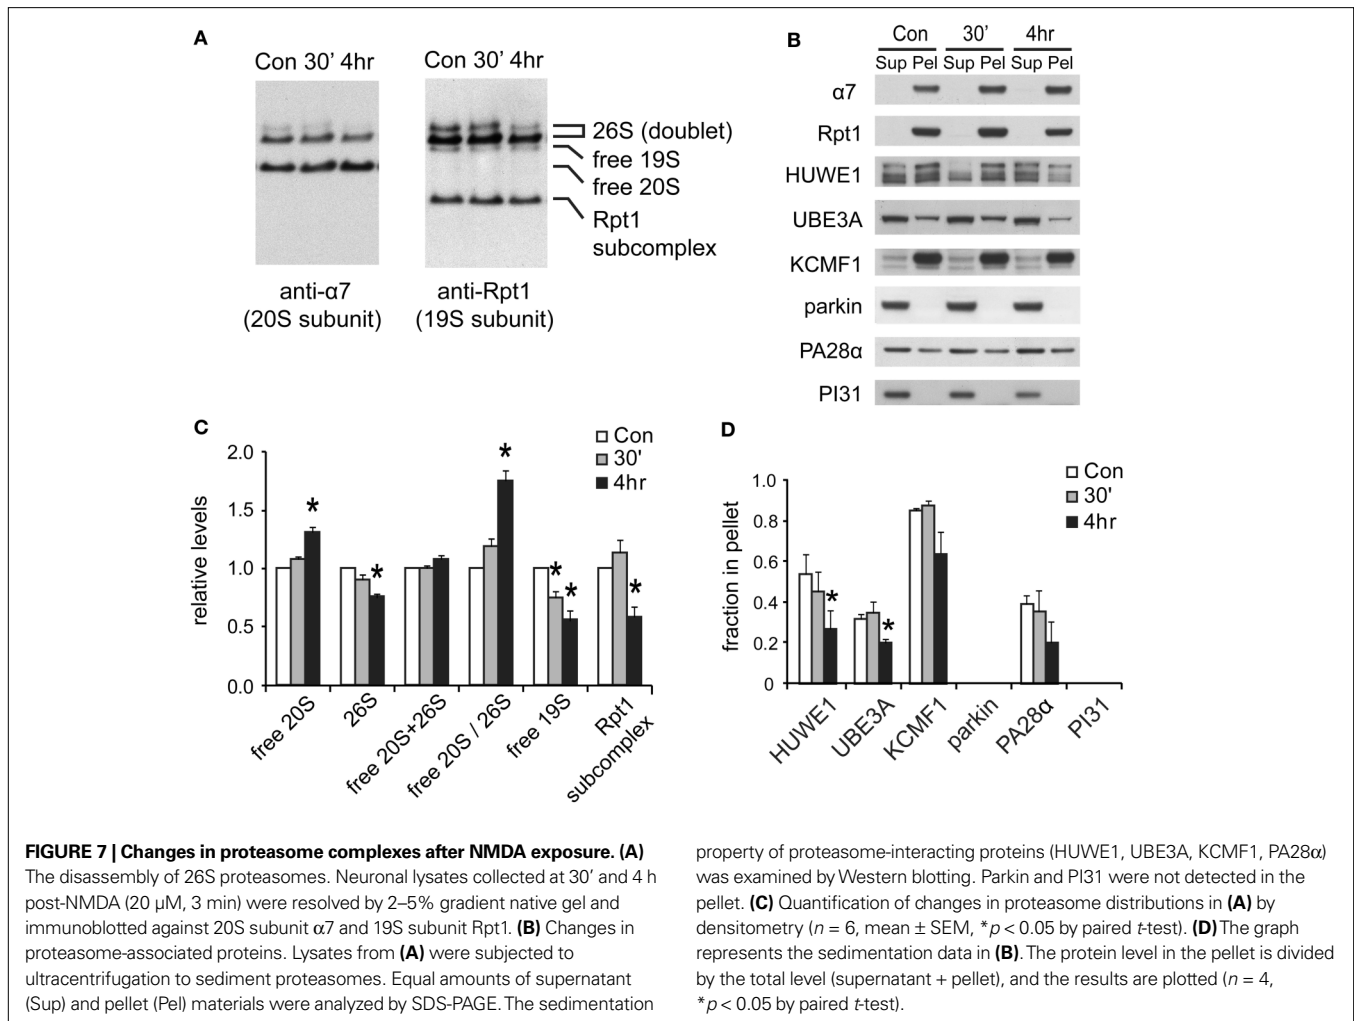 A
Con 30’ 4hr
Con 30’ 4hr
26S (doublet)
free 19S
free 20S
Rpt1
subcomplex
anti-α7
(20S subunit)
anti-Rpt1
(19S subunit)
B
Con 30’ 4hr
Sup Pel Sup Pel Sup Pel
α7
Rpt1
HUWE1
UBE3A
KCMF1
parkin
PA28α
PI31
C
Con
30'
4hr
relative levels
2.0
1.5
1.0
0.5
0.0
* * * * * *
free 20S
26S
free 20S+26S
free 20S / 26S
free 19S
Rpt1
subcomplex
D
Con
30'
4hr
fraction in pellet
1.0
0.8
0.6
0.4
0.2
0
* *
HUWE1
UBE3A
KCMF1
parkin
PA28α
PI31
FIGURE 7 | Changes in proteasome complexes after NMDA exposure. (A)
The disassembly of 26S proteasomes. Neuronal lysates collected at 30′ and 4 h
post-NMDA (20 μM, 3 min) were resolved by 2–5% gradient native gel and
immunoblotted against 20S subunit α7 and 19S subunit Rpt1. (B) Changes in
proteasome-associated proteins. Lysates from (A) were subjected to
ultracentrifugation to sediment proteasomes. Equal amounts of supernatant
(Sup) and pellet (Pel) materials were analyzed by SDS-PAGE. The sedimentation
property of proteasome-interacting proteins (HUWE1, UBE3A, KCMF1, PA28α)
was examined by Western blotting. Parkin and PI31 were not detected in the
pellet. (C) Quantification of changes in proteasome distributions in (A) by
densitometry (n = 6, mean ± SEM, *p < 0.05 by paired t-test). (D) The graph
represents the sedimentation data in (B). The protein level in the pellet is divided
by the total level (supernatant + pellet), and the results are plotted (n = 4,
*p < 0.05 by paired t-test).